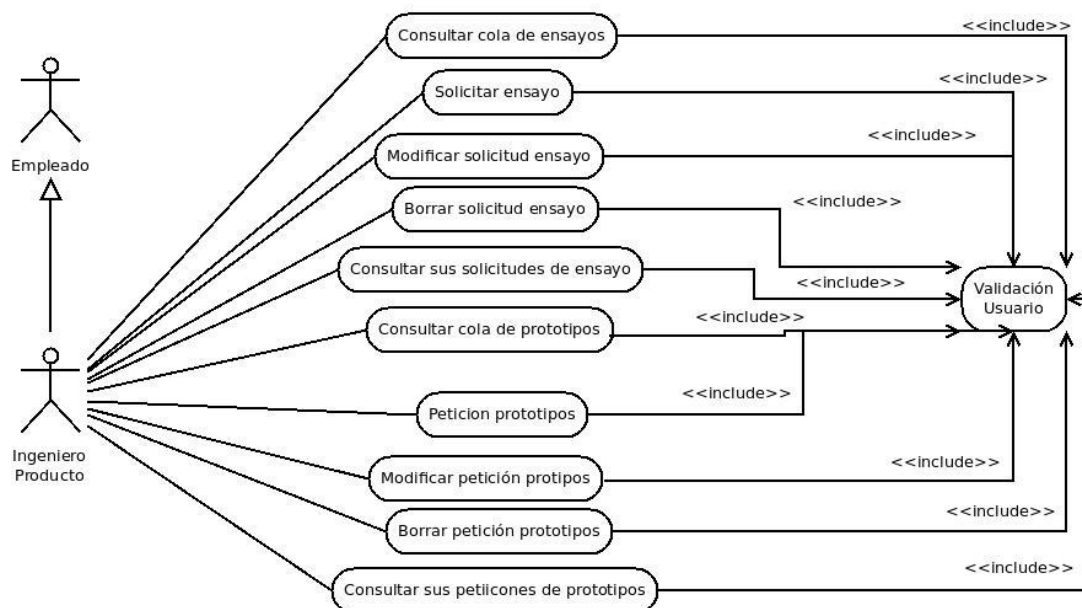 <<include>>
Consultar cola de ensayos
<<include>>
Solicitar ensayo
<<include>>
Modificar solicitud ensayo
Empleado
<<include>>
Borrar solicitud ensayo
Consultar sus solicitudes de ensayo
<<include>>
Validación
Usuario
<<include>>
Consultar cola de prototipos
<<include>>
Peticion prototipos
Ingeniero
Producto
<<include>>
Modificar petición protipos
<<include>>
Borrar petición prototipos
<<include>>
Consultar sus petiicones de prototipos